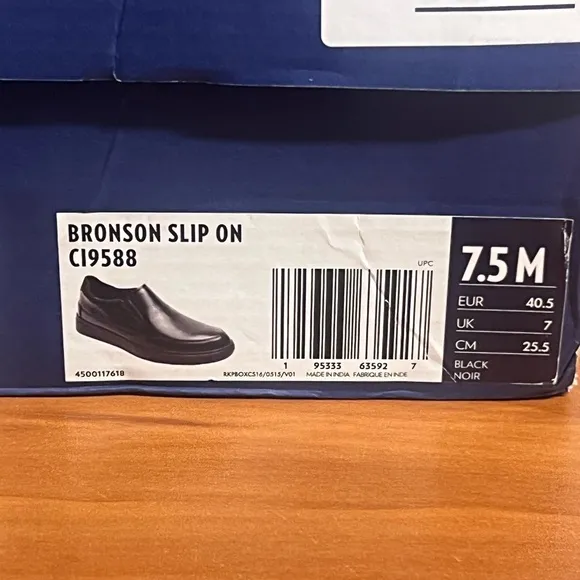 BRONSON SLIP ON
CI9588
UPC
1 95333 63592 7
4500117618
RKPBOXCS16/0515/V01 MADE IN INDIA FABRIQUE EN INDE
7.5 M
EUR 40.5
UK 7
CM 25.5
BLACK
NOIR